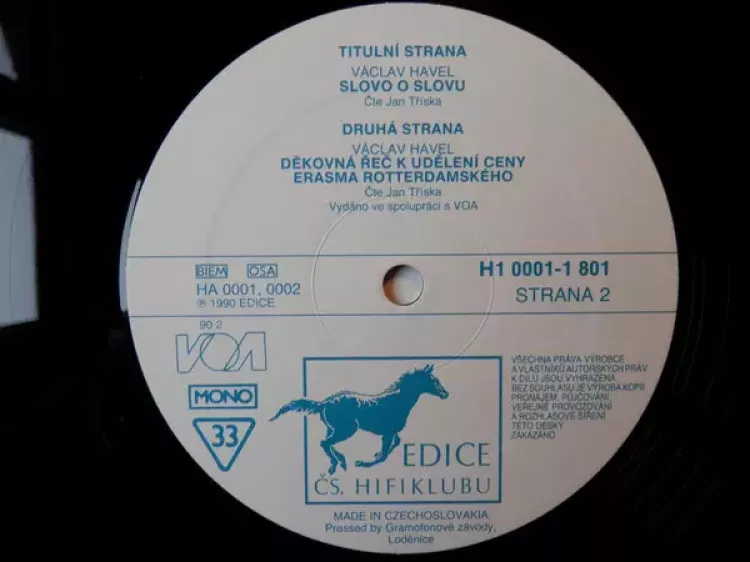 TITULNÍ STRANA
VÁCLAV HAVEL
SLOVO O SLOVU
Čte Jan Tříska
DRUHÁ STRANA
VÁCLAV HAVEL
DĚKOVNÁ ŘEČ K UDĚLENÍ CENY
ERASMA ROTTERDAMSKÉHO
Čte Jan Tříska
Vydáno ve spolupráci s VOA
BIEM OSA
HA 0001, 0002
℗ 1990 EDICE
H1 0001-1 801
STRANA 2
90 2
VOA
MONO
33
EDICE
ČS. HIFIKLUBU
VŠECHNA PRÁVA VÝROBCE
A VLASTNÍKŮ AUTORSKÝCH PRÁV
K DÍLU JSOU VYHRAZENA.
BEZ SOUHLASU JE VÝROBA KOPIÍ,
PRONÁJEM, PŮJČOVÁNÍ,
VEŘEJNÉ PROVOZOVÁNÍ
A ROZHLASOVÉ ŠÍŘENÍ
TÉTO DESKY
ZAKÁZÁNO
MADE IN CZECHOSLOVAKIA
Pressed by Gramofonové závody,
Loděnice